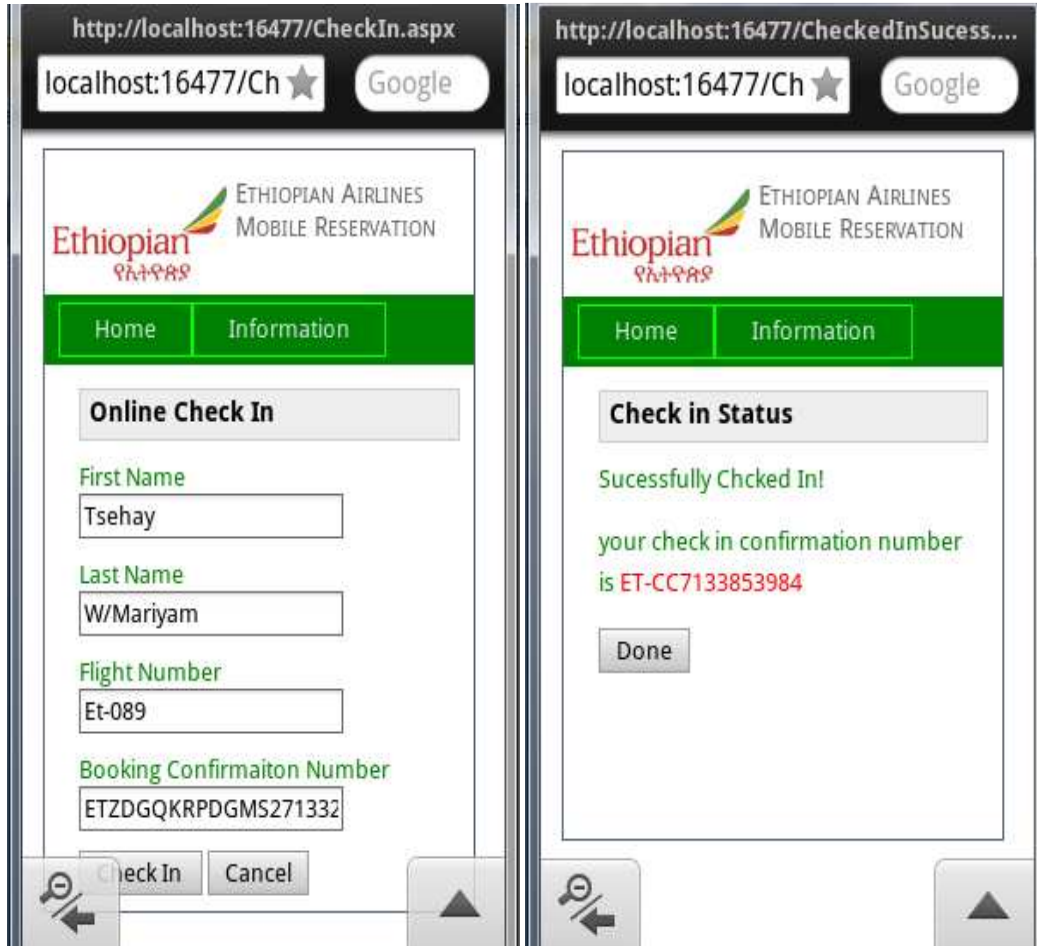 http://localhost:16477/CheckIn.aspx
localhost:16477/Ch
Google
ETHIOPIAN AIRLINES
MOBILE RESERVATION
Ethiopian
የኢትዮጵያ
Home
Information
Online Check In
First Name
Tsehay
Last Name
W/Mariyam
Flight Number
Et-089
Booking Confirmaiton Number
ETZDGQKRPDGMS271332
Check In
Cancel
http://localhost:16477/CheckedInSucess....
localhost:16477/Ch
Google
ETHIOPIAN AIRLINES
MOBILE RESERVATION
Ethiopian
የኢትዮጵያ
Home
Information
Check in Status
Sucessfully Chcked In!
your check in confirmation number
is ET-CC7133853984
Done